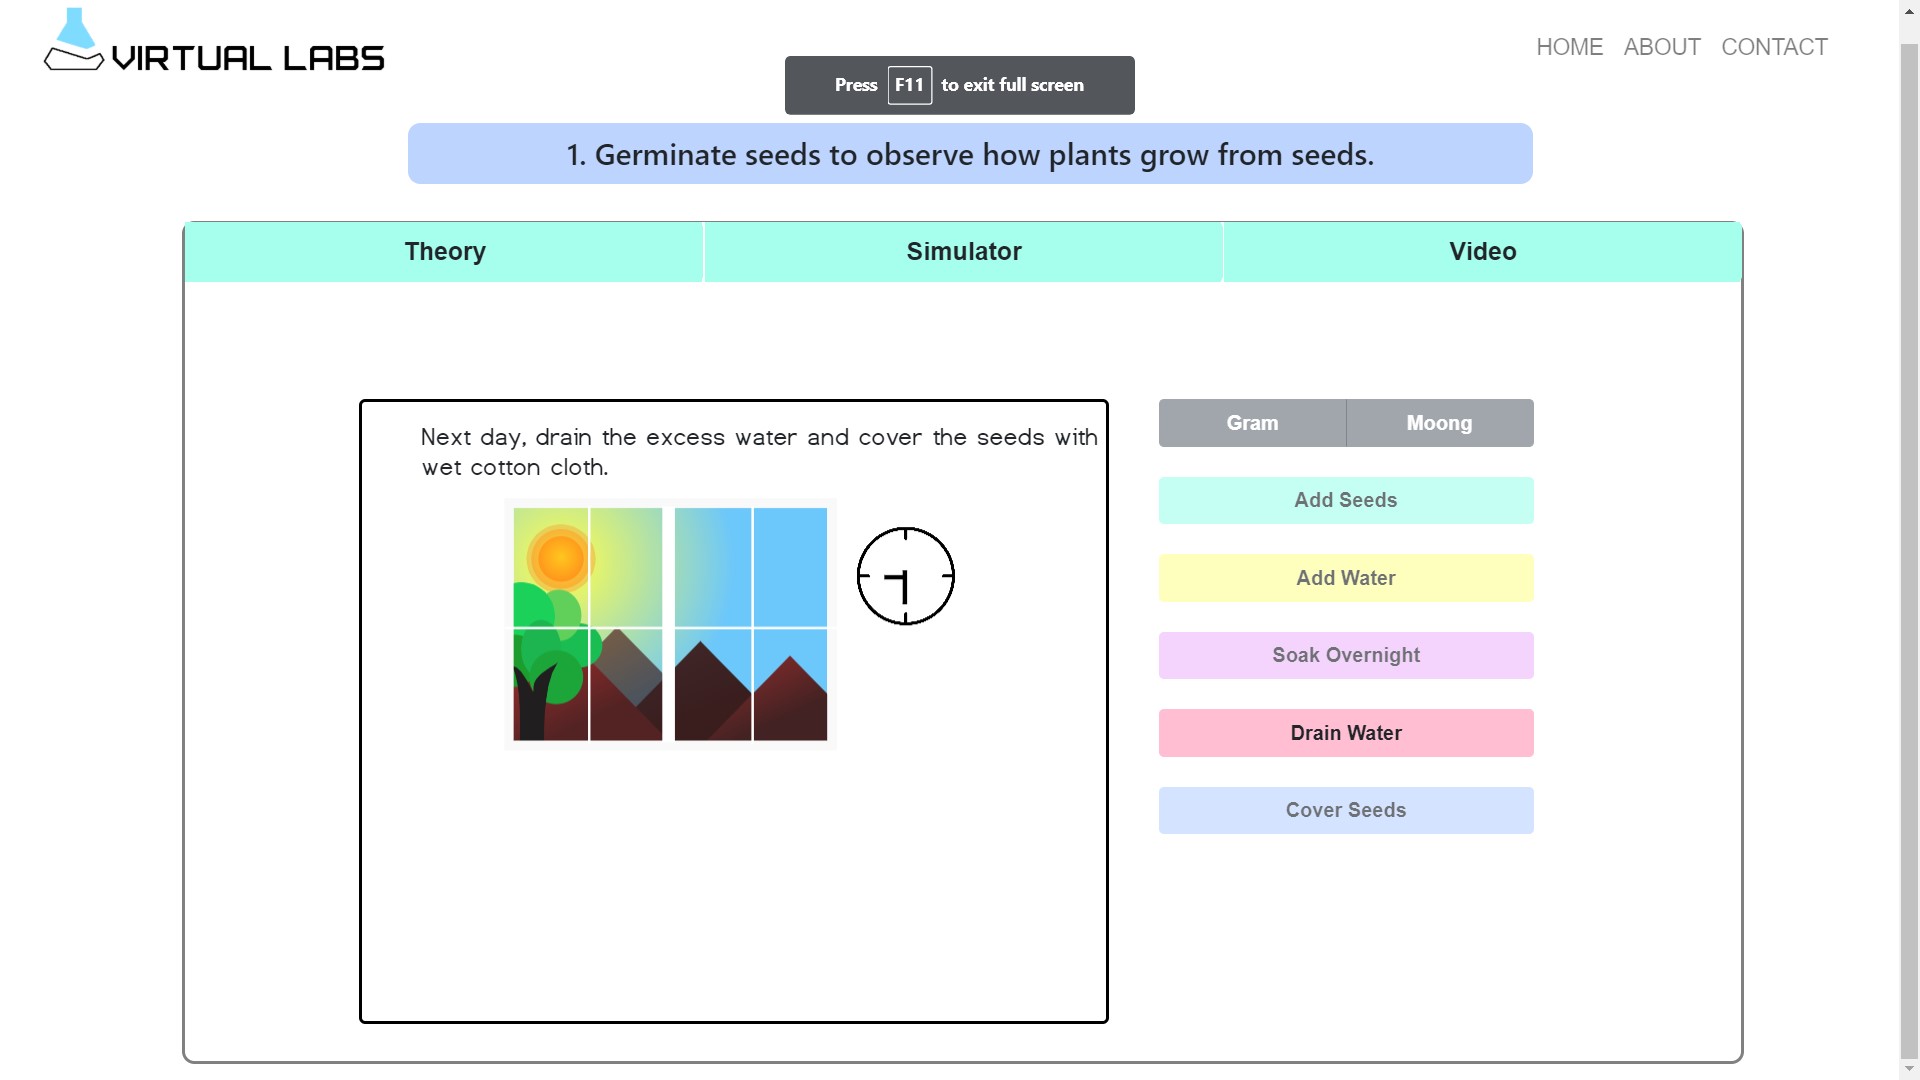 VIRTUAL LABS
HOME ABOUT CONTACT
Press F11 to exit full screen
1. Germinate seeds to observe how plants grow from seeds.
Theory Simulator Video
Next day, drain the excess water and cover the seeds with
wet cotton cloth.
Gram Moong
Add Seeds
Add Water
Soak Overnight
Drain Water
Cover Seeds